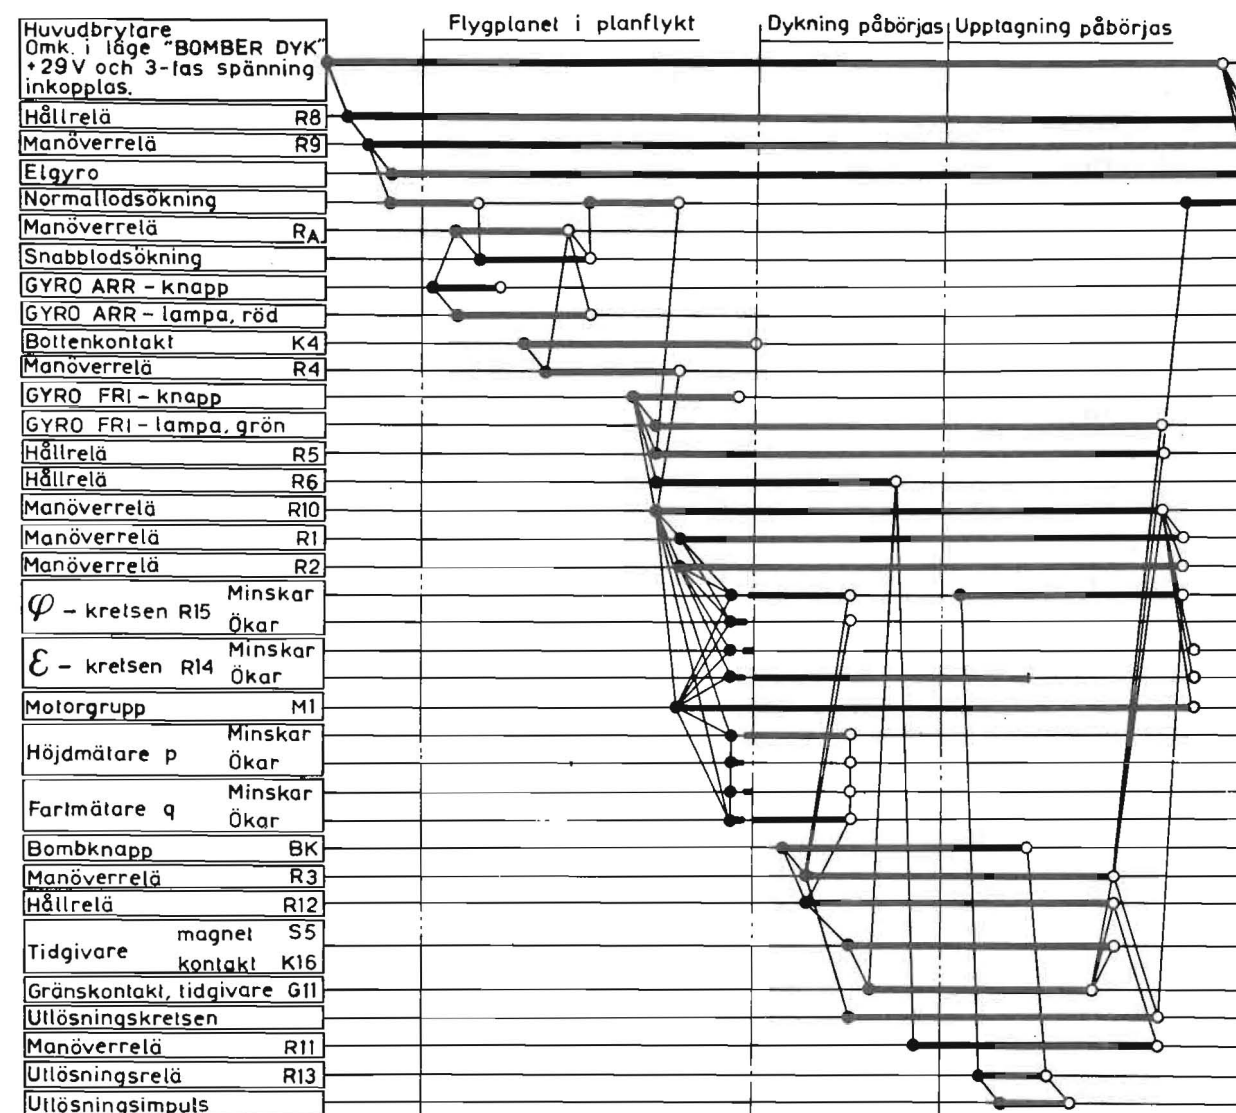 Flygplanet i planflykt
Dykning påbörjas
Upptagning påbörjas
Huvudbrytare
Omk. i läge "BOMBER DYK"
+29V och 3-fas spänning
inkopplas.
Hållrelä R8
Manöverrelä R9
Elgyro
Normallodsökning
Manöverrelä RA
Snabblodsökning
GYRO ARR – knapp
GYRO ARR – lampa, röd
Bottenkontakt K4
Manöverrelä R4
GYRO FRI – knapp
GYRO FRI – lampa, grön
Hållrelä R5
Hållrelä R6
Manöverrelä R10
Manöverrelä R1
Manöverrelä R2
φ – kretsen R15 Minskar
Ökar
ε – kretsen R14 Minskar
Ökar
Motorgrupp M1
Höjdmätare p Minskar
Ökar
Fartmätare q Minskar
Ökar
Bombknapp BK
Manöverrelä R3
Hållrelä R12
Tidgivare magnet S5
kontakt K16
Gränskontakt, tidgivare G11
Utlösningskretsen
Manöverrelä R11
Utlösningsrelä R13
Utlösningsimpuls